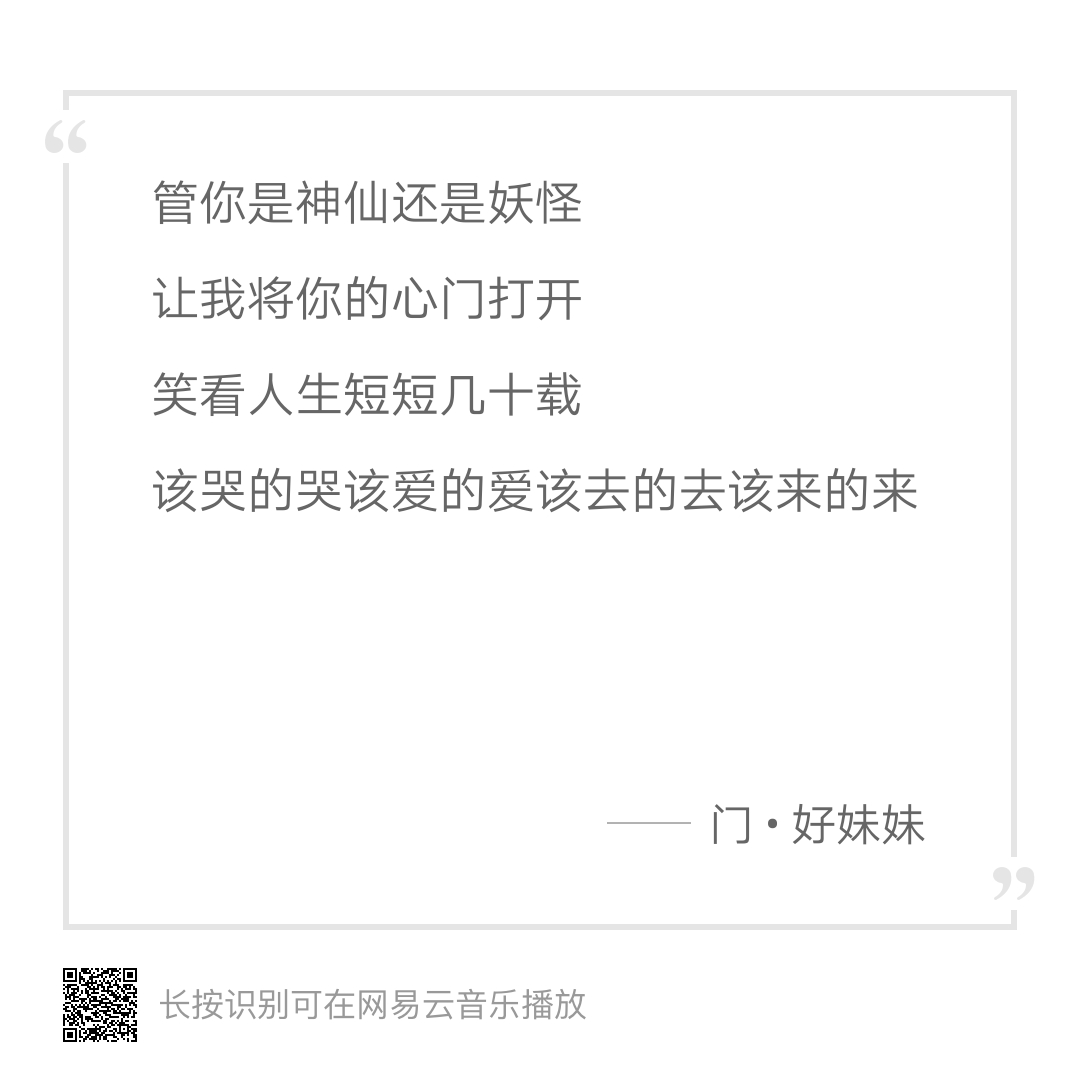 “
管你是神仙还是妖怪
让我将你的心门打开
笑看人生短短几十载
该哭的哭该爱的爱该去的去该来的来
—— 门·好妹妹
”
长按识别可在网易云音乐播放